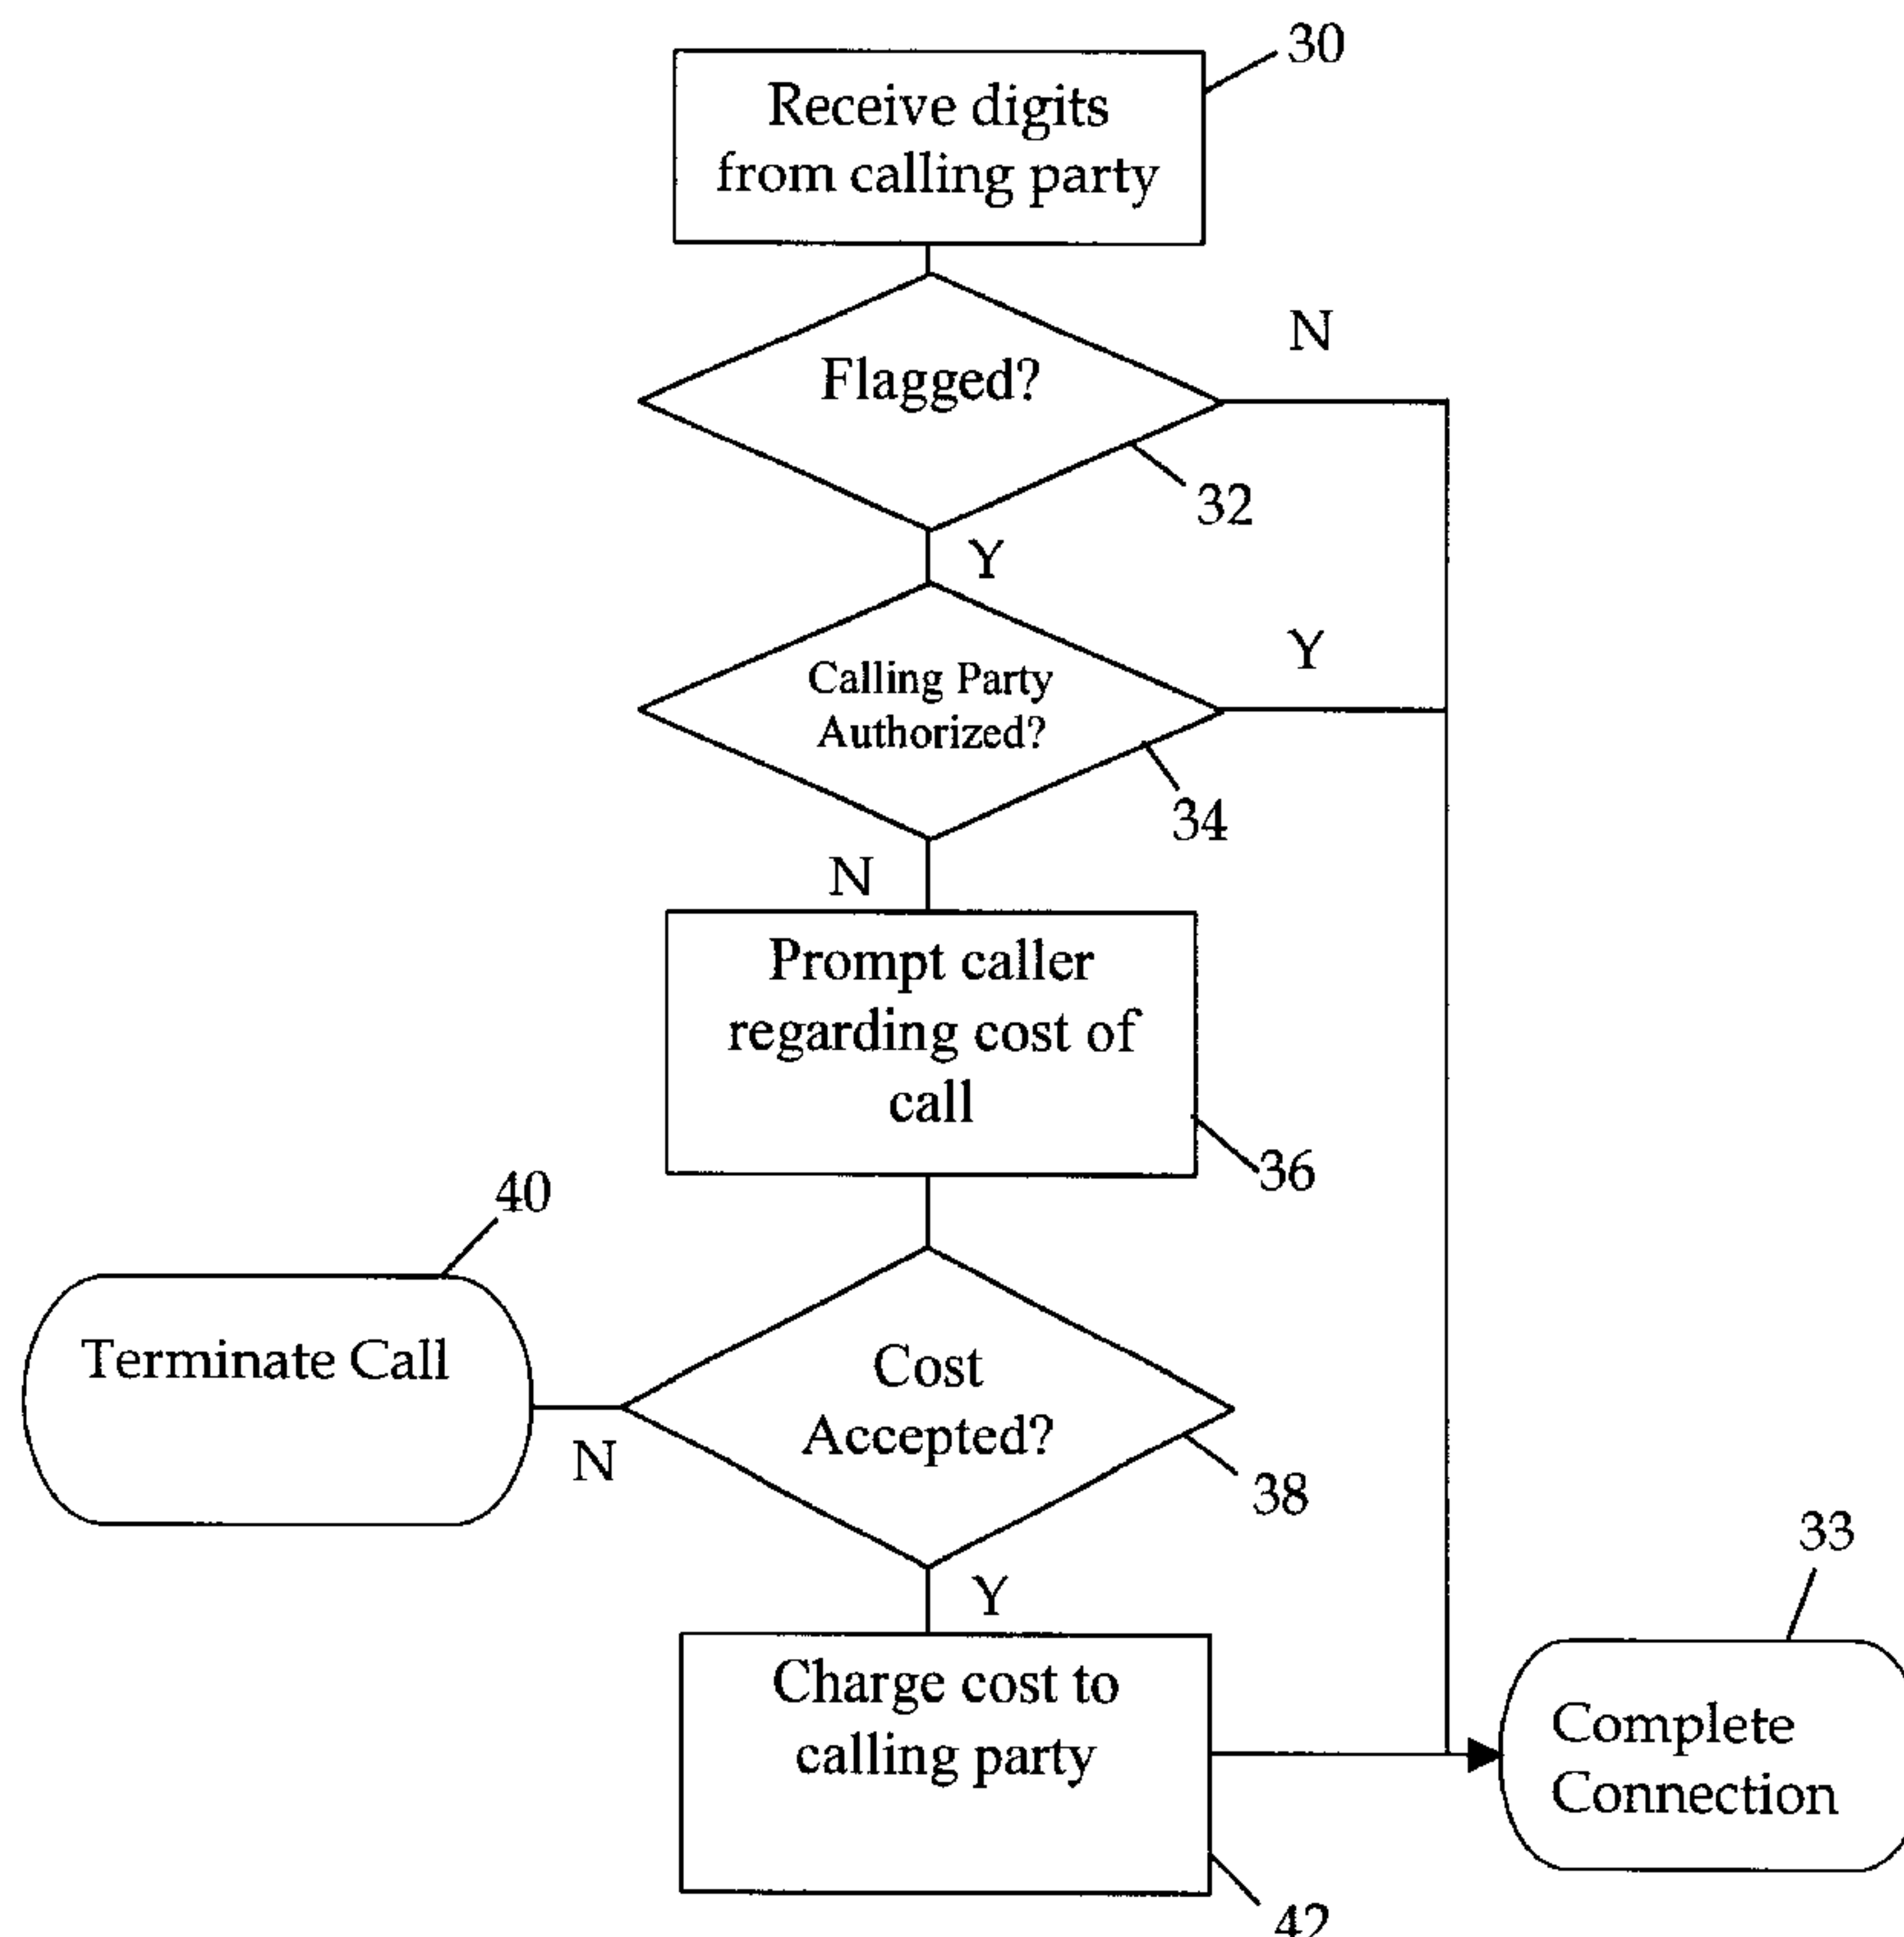 30
Receive digits
from calling party
N
Flagged?
32
Y
Y
Calling Party
Authorized?
34
N
Prompt caller
regarding cost of
call
36
40
Terminate Call
Cost
Accepted?
N
38
33
Y
Charge cost to
calling party
Complete
Connection
42